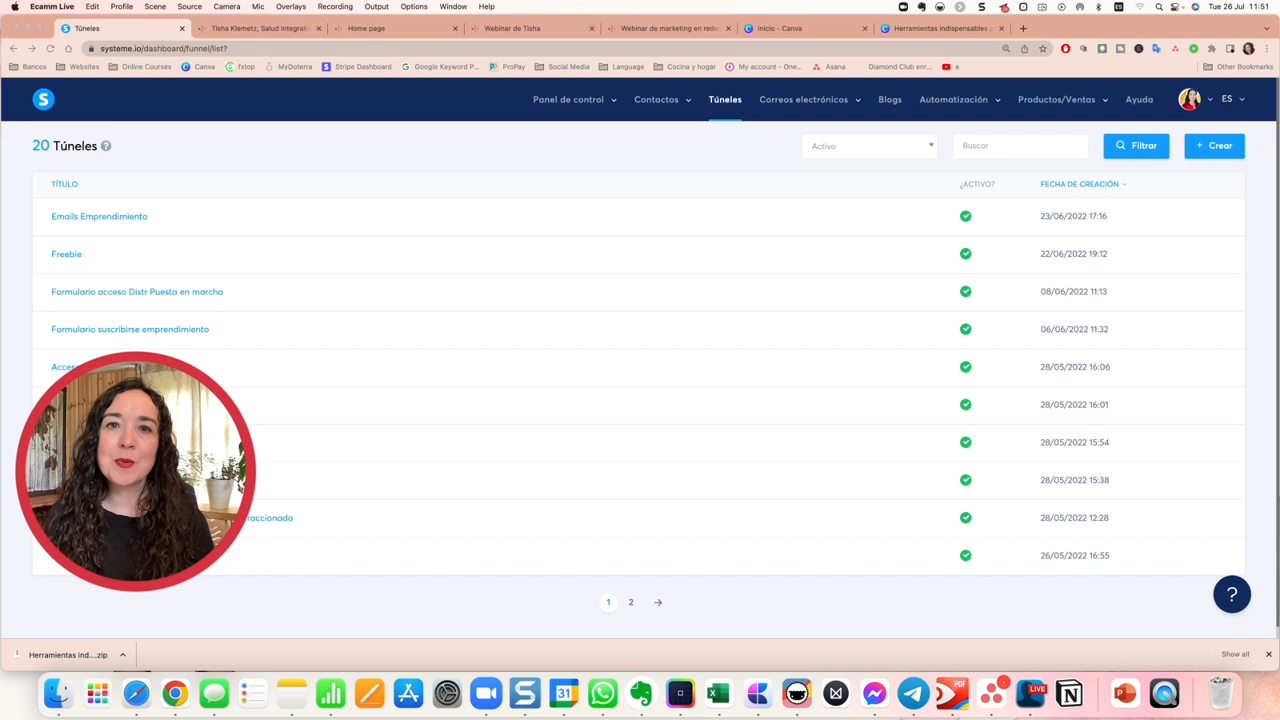 Ecamm Live Edit Profile Scene Source Camera Mic Overlays Recording Output Options Window Help Tue 26 Jul 11:51
Túneles Tisha Klemetz, Salud Integrati Home page Webinar de Tisha Webinar de marketing en rede Inicio – Canva Herramientas indispensables p
systeme.io/dashboard/funnel/list?
Bancos Websites Online Courses Canva fxtop MyDoterra Stripe Dashboard Google Keyword P... ProPay Social Media Language Cocina y hogar My account - One... Asana Diamond Club enr... e Other Bookmarks
S Panel de control Contactos Túneles Correos electrónicos Blogs Automatización Productos/Ventas Ayuda ES
20 Túneles ? Activo Buscar Filtrar + Crear
TÍTULO ¿ACTIVO? FECHA DE CREACIÓN
Emails Emprendimiento 23/06/2022 17:16
Freebie 22/06/2022 19:12
Formulario acceso Distr Puesta en marcha 08/06/2022 11:13
Formulario suscribirse emprendimiento 06/06/2022 11:32
Acceso 28/05/2022 16:06
28/05/2022 16:01
28/05/2022 15:54
28/05/2022 15:38
raccionado 28/05/2022 12:28
26/05/2022 16:55
1 2
?
Herramientas ind....zip Show all